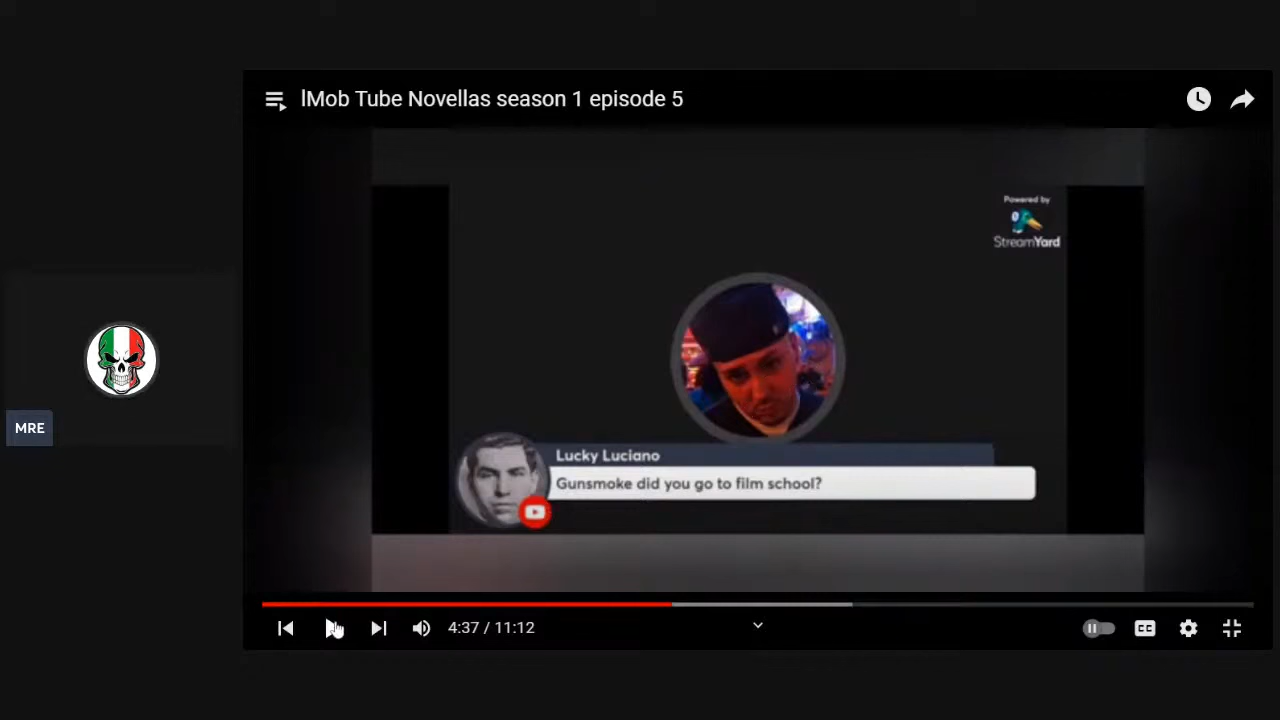 lMob Tube Novellas season 1 episode 5
Powered by
StreamYard
Lucky Luciano
Gunsmoke did you go to film school?
MRE
4:37 / 11:12
CC